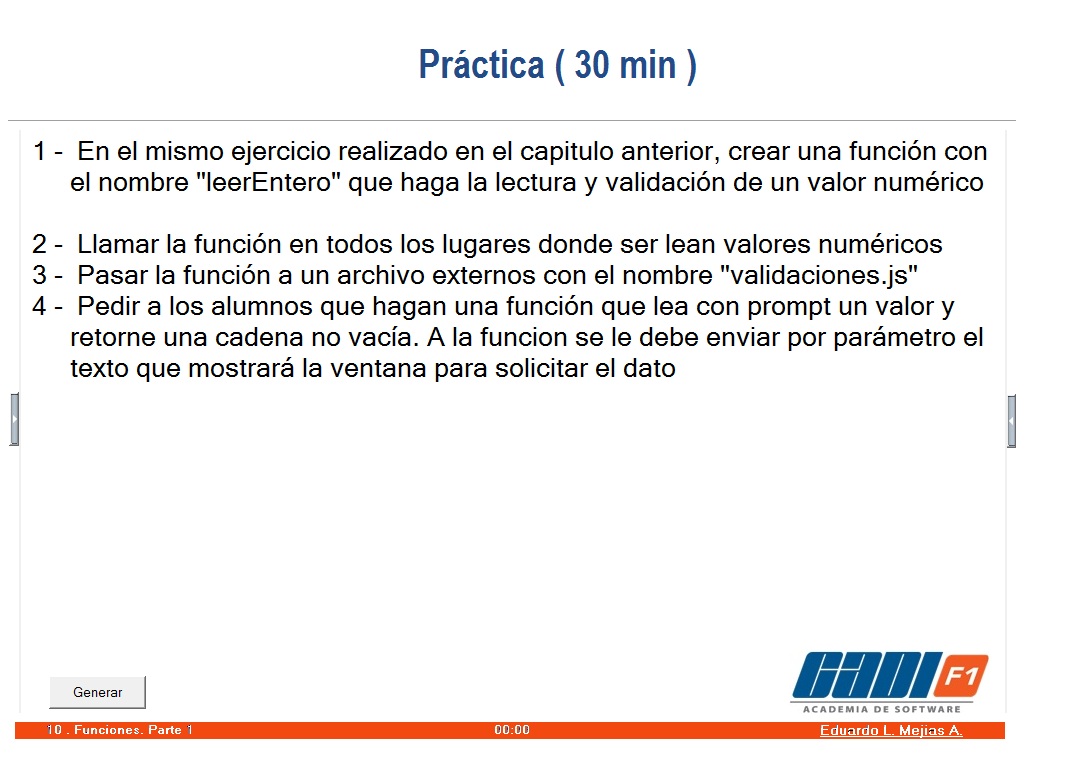 Práctica ( 30 min )
1 - En el mismo ejercicio realizado en el capitulo anterior, crear una función con
el nombre "leerEntero" que haga la lectura y validación de un valor numérico
2 - Llamar la función en todos los lugares donde ser lean valores numéricos
3 - Pasar la función a un archivo externos con el nombre "validaciones.js"
4 - Pedir a los alumnos que hagan una función que lea con prompt un valor y
retorne una cadena no vacía. A la funcion se le debe enviar por parámetro el
texto que mostrará la ventana para solicitar el dato
CADI F1
ACADEMIA DE SOFTWARE
Generar
10 . Funciones. Parte 1 00:00 Eduardo L. Mejias A.